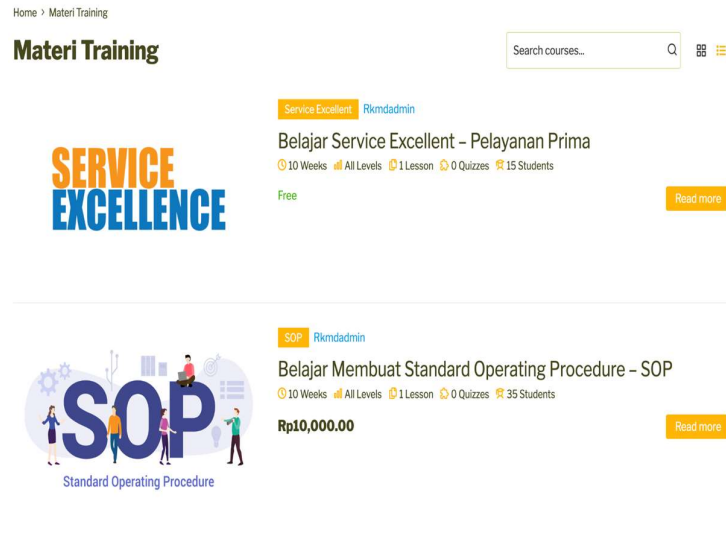 Home > Materi Training
Materi Training
Search courses...
Service Excellent Rkmdadmin
Belajar Service Excellent – Pelayanan Prima
10 Weeks All Levels 1 Lesson 0 Quizzes 15 Students
Free
Read more
SERVICE
EXCELLENCE
SOP Rkmdadmin
Belajar Membuat Standard Operating Procedure – SOP
10 Weeks All Levels 1 Lesson 0 Quizzes 35 Students
Rp10,000.00
Read more
SOP
Standard Operating Procedure